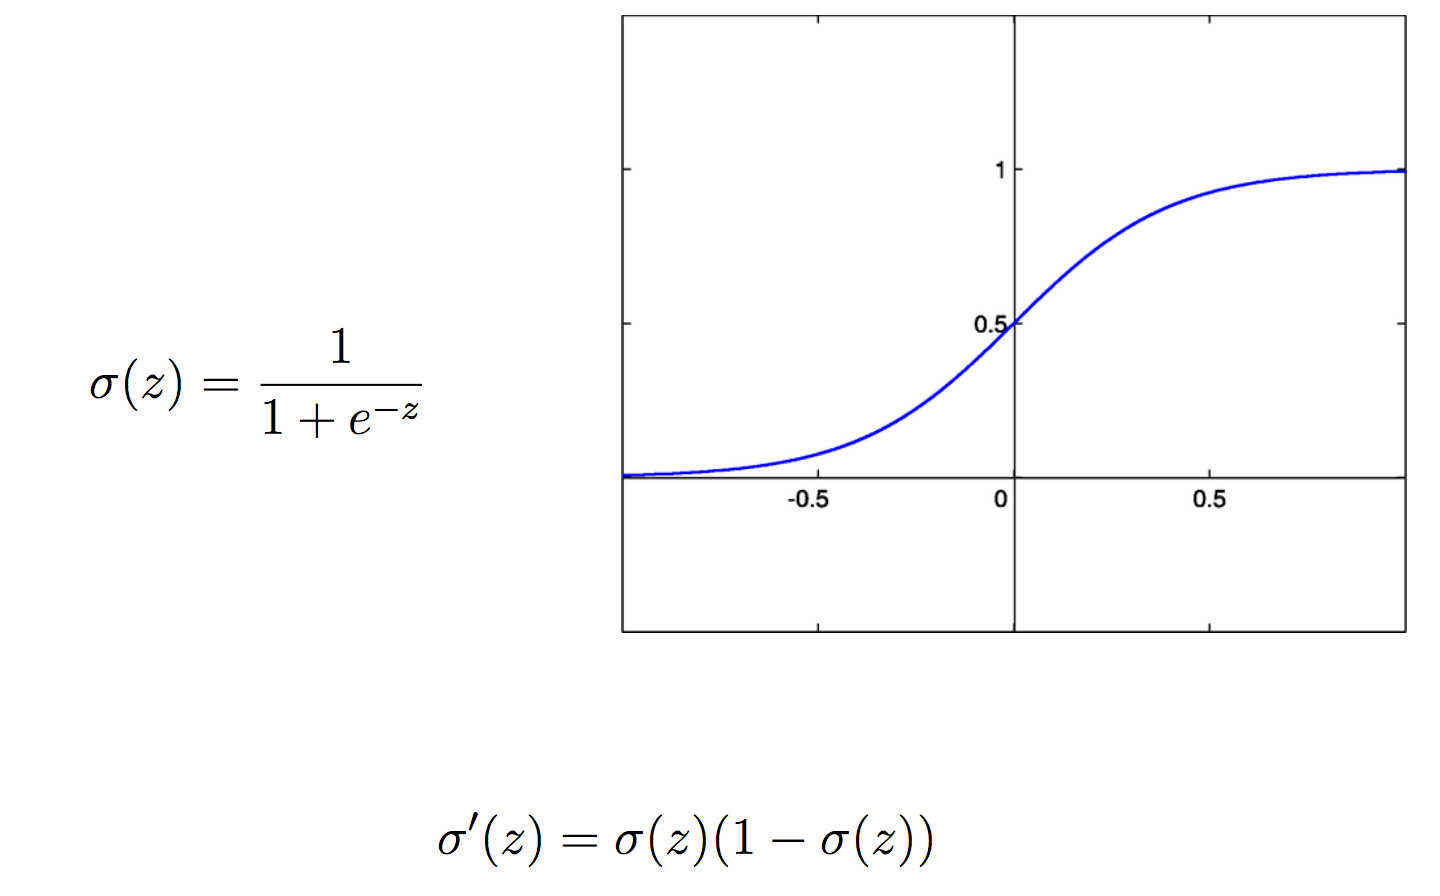 σ(z) = 1 / (1 + e^{-z})
1
0.5
-0.5 0 0.5
σ′(z) = σ(z)(1 − σ(z))